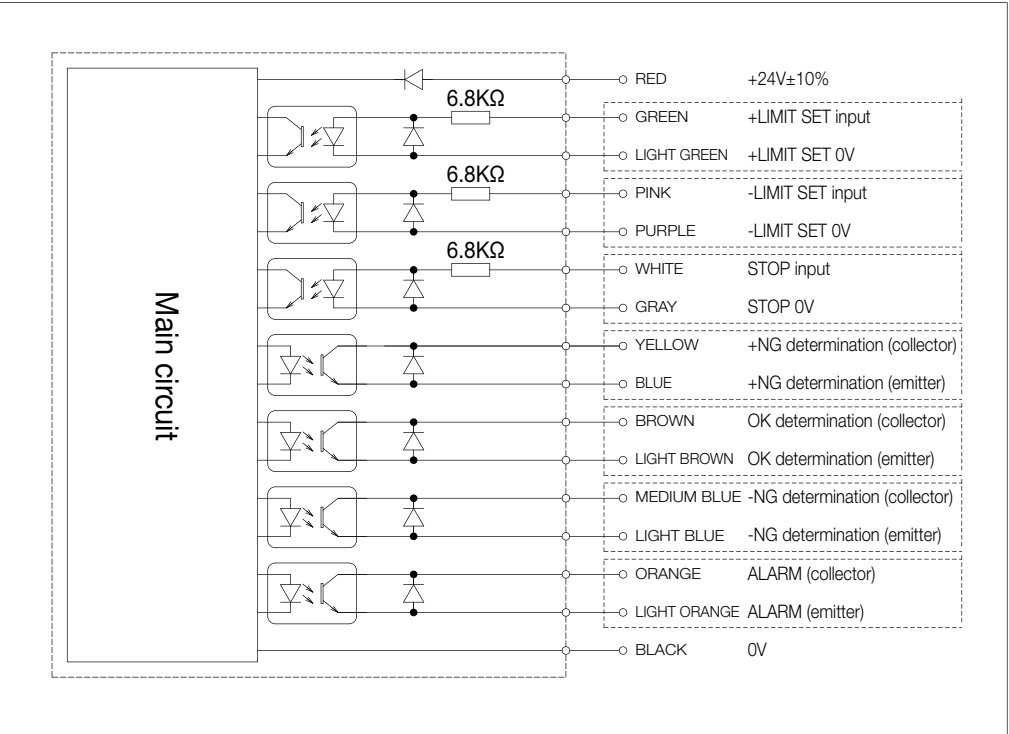 RED +24V±10%
6.8KΩ
GREEN +LIMIT SET input
LIGHT GREEN +LIMIT SET 0V
6.8KΩ
PINK -LIMIT SET input
PURPLE -LIMIT SET 0V
6.8KΩ
WHITE STOP input
GRAY STOP 0V
Main circuit
YELLOW +NG determination (collector)
BLUE +NG determination (emitter)
BROWN OK determination (collector)
LIGHT BROWN OK determination (emitter)
MEDIUM BLUE -NG determination (collector)
LIGHT BLUE -NG determination (emitter)
ORANGE ALARM (collector)
LIGHT ORANGE ALARM (emitter)
BLACK 0V